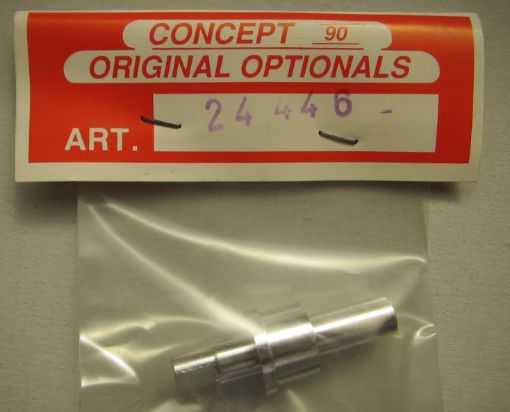 CONCEPT 90
ORIGINAL OPTIONALS
ART. 24446 -